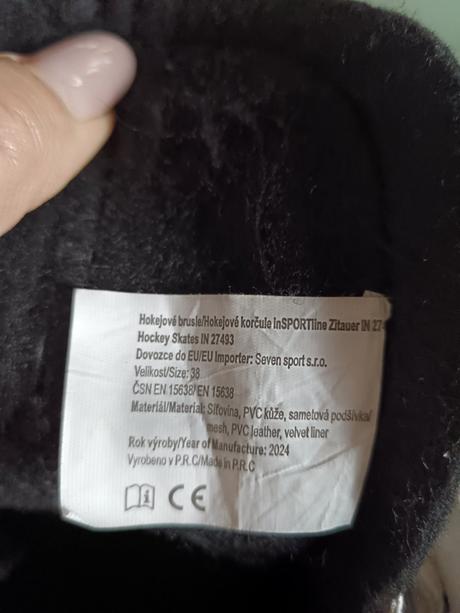 Hokejové brusle/Hokejové korčule inSPORTline Zitauer IN 274
Hockey Skates IN 27493
Dovozce do EU/EU Importer: Seven sport s.r.o.
Velikost/Size: 38
ČSN EN 15638/ EN 15638
Materiál/Material: Síťovina, PVC kůže, sametová podšívka/
mesh, PVC leather, velvet liner
Rok výroby/Year of Manufacture: 2024
Vyrobeno v P.R.C/Made in P.R.C
i CE